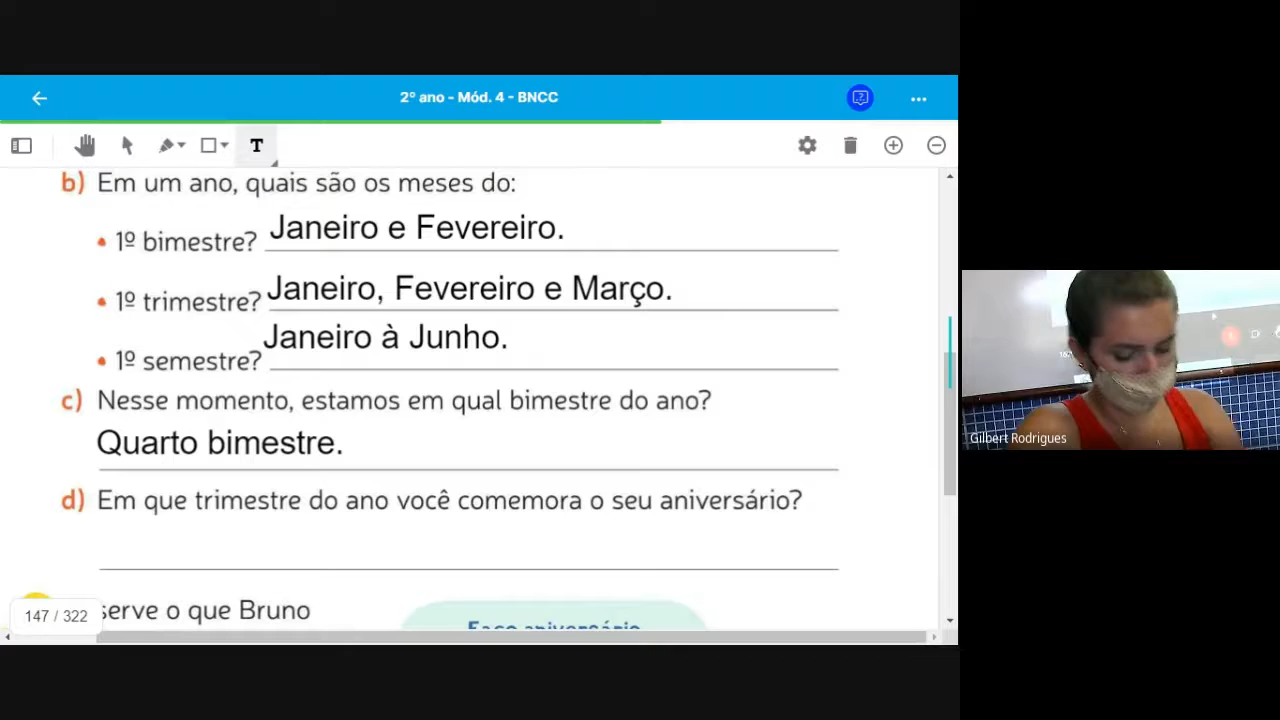 2º ano - Mód. 4 - BNCC
T
b) Em um ano, quais são os meses do:
• 1º bimestre? Janeiro e Fevereiro.
• 1º trimestre? Janeiro, Fevereiro e Março.
• 1º semestre? Janeiro à Junho.
c) Nesse momento, estamos em qual bimestre do ano?
Quarto bimestre.
d) Em que trimestre do ano você comemora o seu aniversário?
147 / 322
serve o que Bruno
Faço aniversário
Gilbert Rodrigues